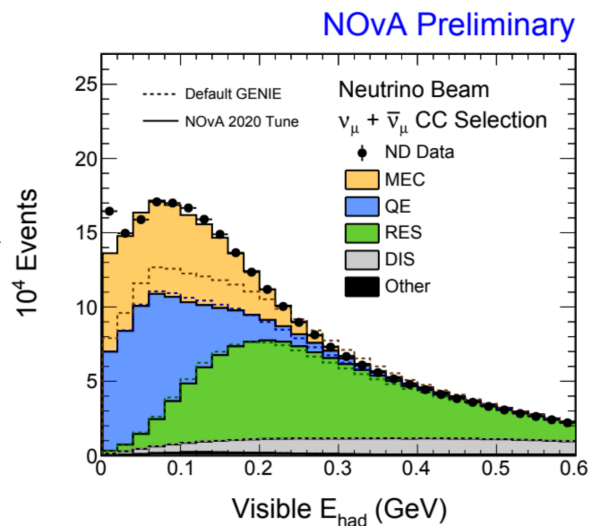 NOvA Preliminary
Default GENIE
NOvA 2020 Tune
Neutrino Beam
νμ + ν̄μ CC Selection
ND Data
MEC
QE
RES
DIS
Other
25
20
15
10
5
0
10⁴ Events
0 0.1 0.2 0.3 0.4 0.5 0.6
Visible E_had (GeV)